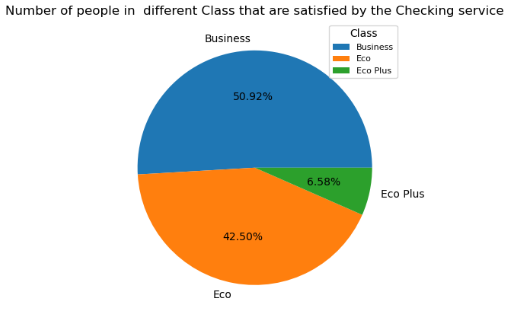 Number of people in  different Class that are satisfied by the Checking service
Class
Business
Eco
Eco Plus
Business
50.92%
6.58%
Eco Plus
42.50%
Eco